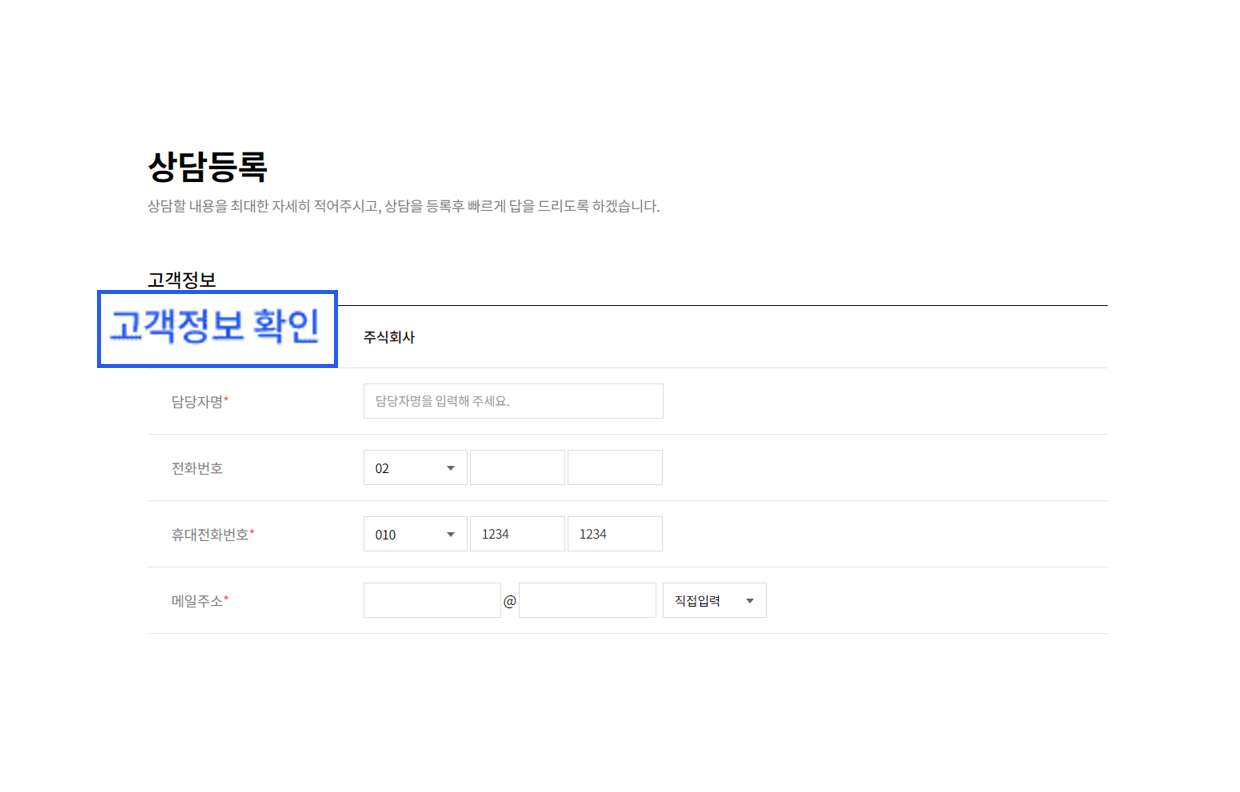 상담등록
상담할 내용을 최대한 자세히 적어주시고, 상담을 등록후 빠르게 답을 드리도록 하겠습니다.
고객정보
고객정보 확인
주식회사
담당자명* 담당자명을 입력해 주세요.
전화번호 02
휴대전화번호* 010 1234 1234
메일주소* @ 직접입력